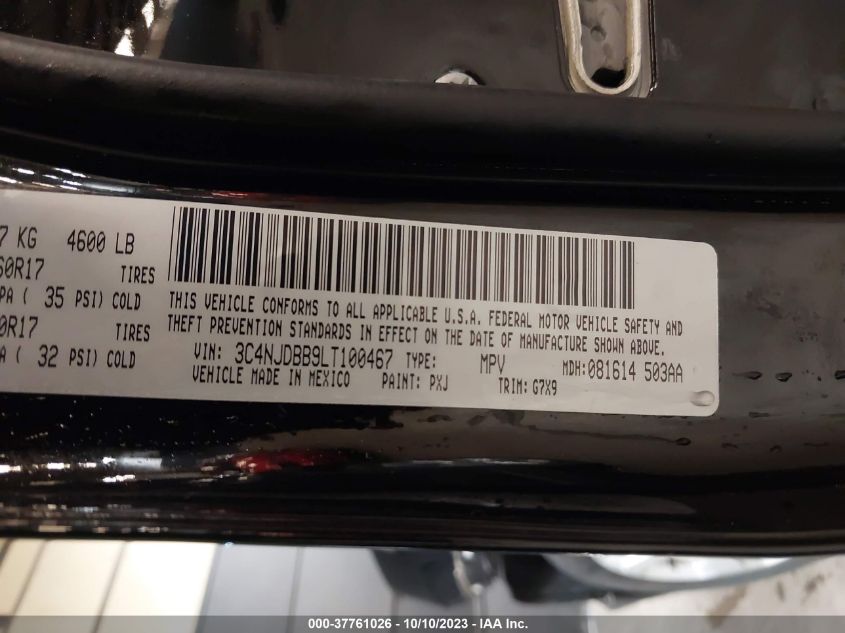 7 KG 4600 LB
60R17 TIRES
PA ( 35 PSI) COLD
0R17 TIRES
A ( 32 PSI) COLD
THIS VEHICLE CONFORMS TO ALL APPLICABLE U.S.A. FEDERAL MOTOR VEHICLE SAFETY AND
THEFT PREVENTION STANDARDS IN EFFECT ON THE DATE OF MANUFACTURE SHOWN ABOVE.
VIN: 3C4NJDBB9LT100467 TYPE: MPV MDH:081614 503AA
VEHICLE MADE IN MEXICO PAINT: PXJ TRIM: G7X9
000-37761026 - 10/10/2023 - IAA Inc.